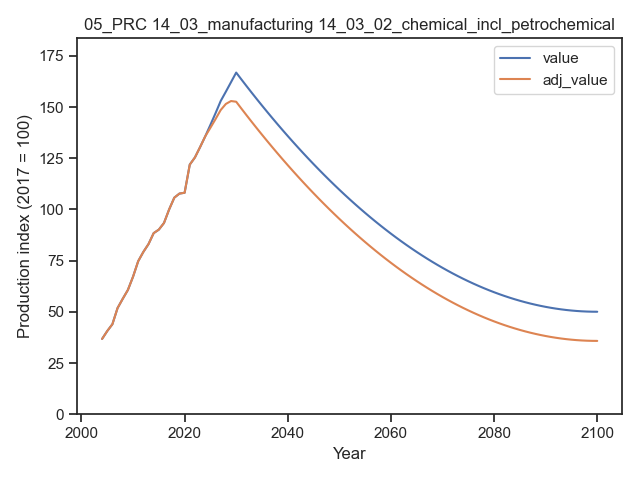 05_PRC 14_03_manufacturing 14_03_02_chemical_incl_petrochemical
value
adj_value
Production index (2017 = 100)
175
150
125
100
75
50
25
0
2000
2020
2040
2060
2080
2100
Year